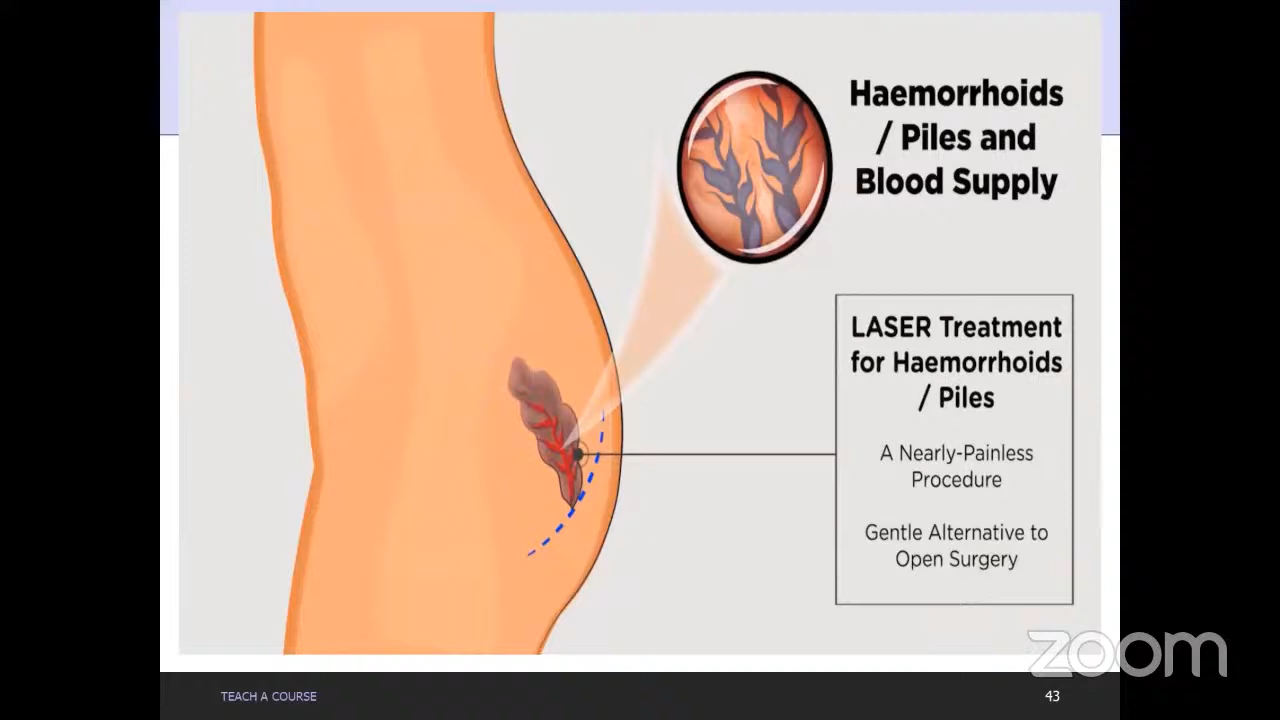 Haemorrhoids
/ Piles and
Blood Supply
LASER Treatment
for Haemorrhoids
/ Piles
A Nearly-Painless
Procedure
Gentle Alternative to
Open Surgery
zoom
TEACH A COURSE
43